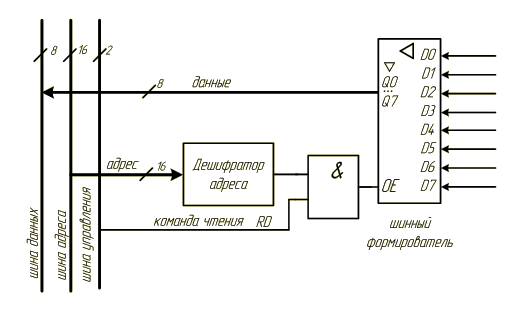 8
16
2
8
данные
D0
D1
Q0
D2
...
Q7
D3
D4
адрес
16
Дешифратор
адреса
&
D5
D6
OE
D7
команда чтения RD
шина данных
шина адреса
шина управления
шинный
формирователь